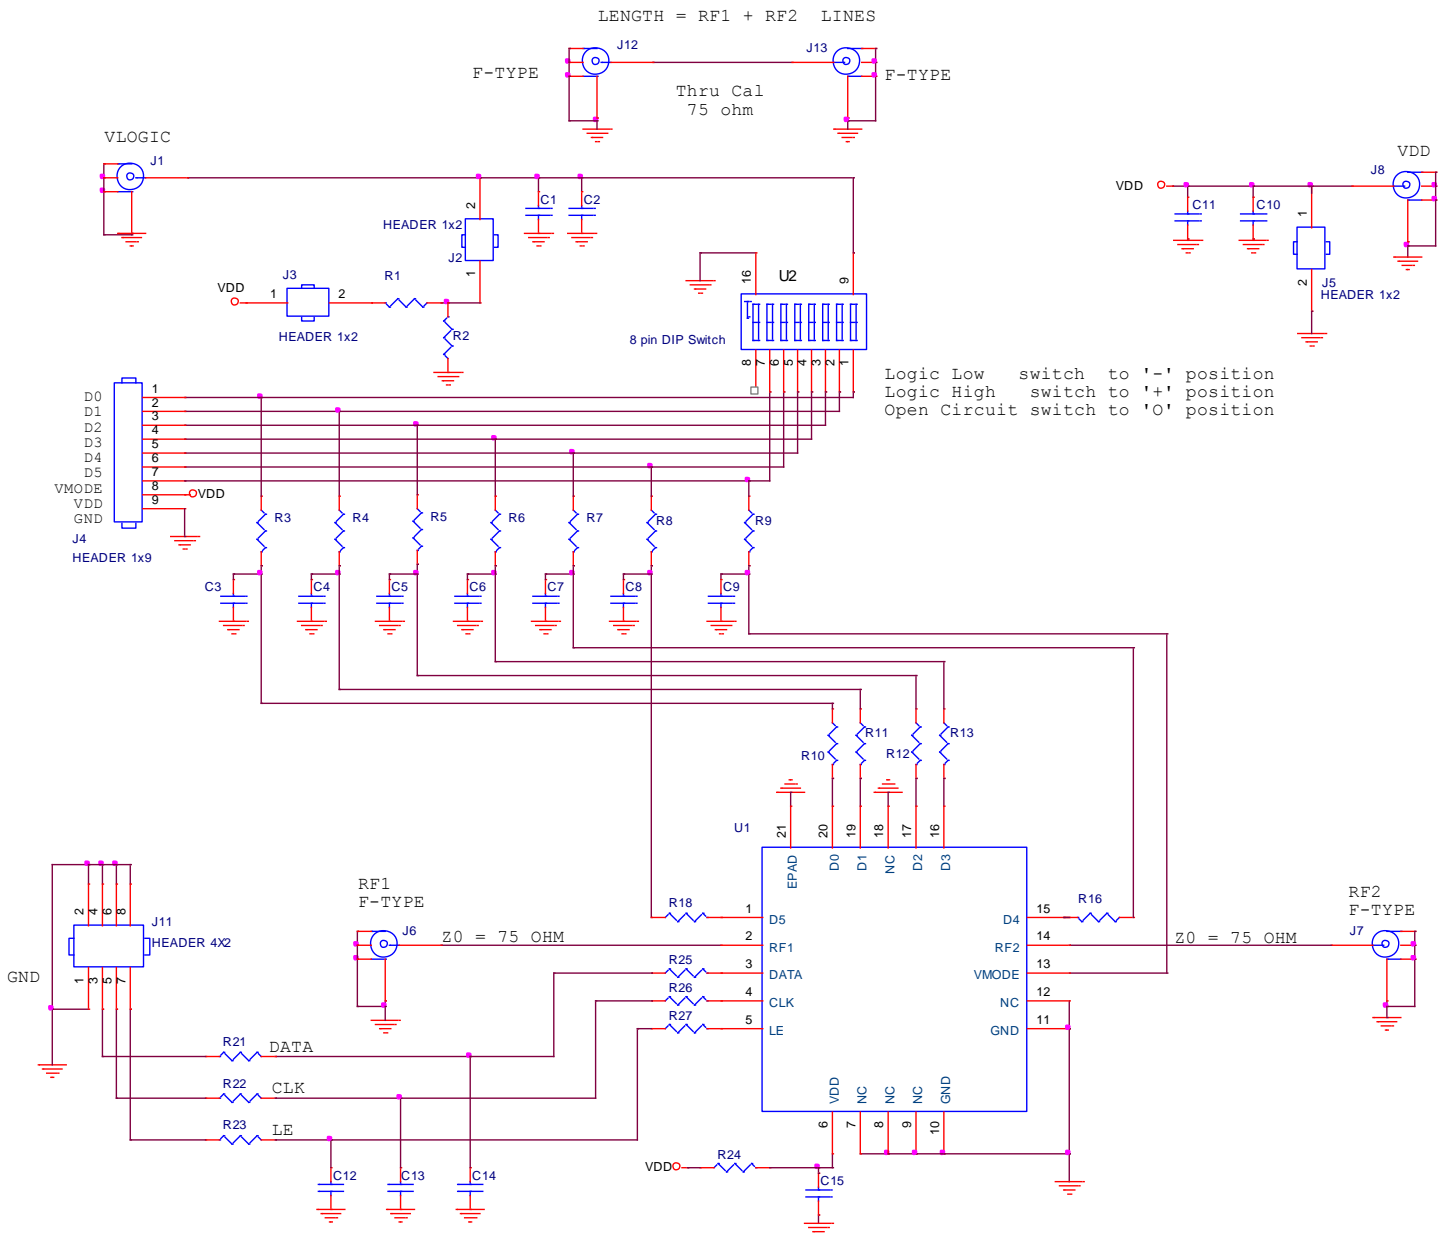 LENGTH = RF1 + RF2 LINES
J12
J13
F-TYPE
F-TYPE
Thru Cal
75 ohm
VLOGIC
J1
VDD
J8
VDD
C1
C2
C11
C10
2
HEADER 1x2
J2
1
1
J5
2
HEADER 1x2
J3
R1
VDD
1
2
HEADER 1x2
R2
16
U2
9
8 pin DIP Switch
8
7
6
5
4
3
2
1
Logic Low switch to '-' position
Logic High switch to '+' position
Open Circuit switch to 'O' position
D0
D1
D2
D3
D4
D5
VMODE
VDD
GND
1
2
3
4
5
6
7
8
9
VDD
J4
HEADER 1x9
R3
R4
R5
R6
R7
R8
R9
C3
C4
C5
C6
C7
C8
C9
R10
R11
R12
R13
U1
21
20
19
18
17
16
EPAD
D0
D1
NC
D2
D3
RF1
F-TYPE
RF2
F-TYPE
2
4
6
8
J11
HEADER 4X2
GND
1
3
5
7
J6
Z0 = 75 OHM
R18
1
D5
2
RF1
R25
3
DATA
R26
4
CLK
R27
5
LE
D4
15
R16
RF2
14
Z0 = 75 OHM
J7
VMODE
13
NC
12
GND
11
R21
DATA
R22
CLK
R23
LE
VDD
NC
NC
NC
GND
6
7
8
9
10
VDD
R24
C12
C13
C14
C15